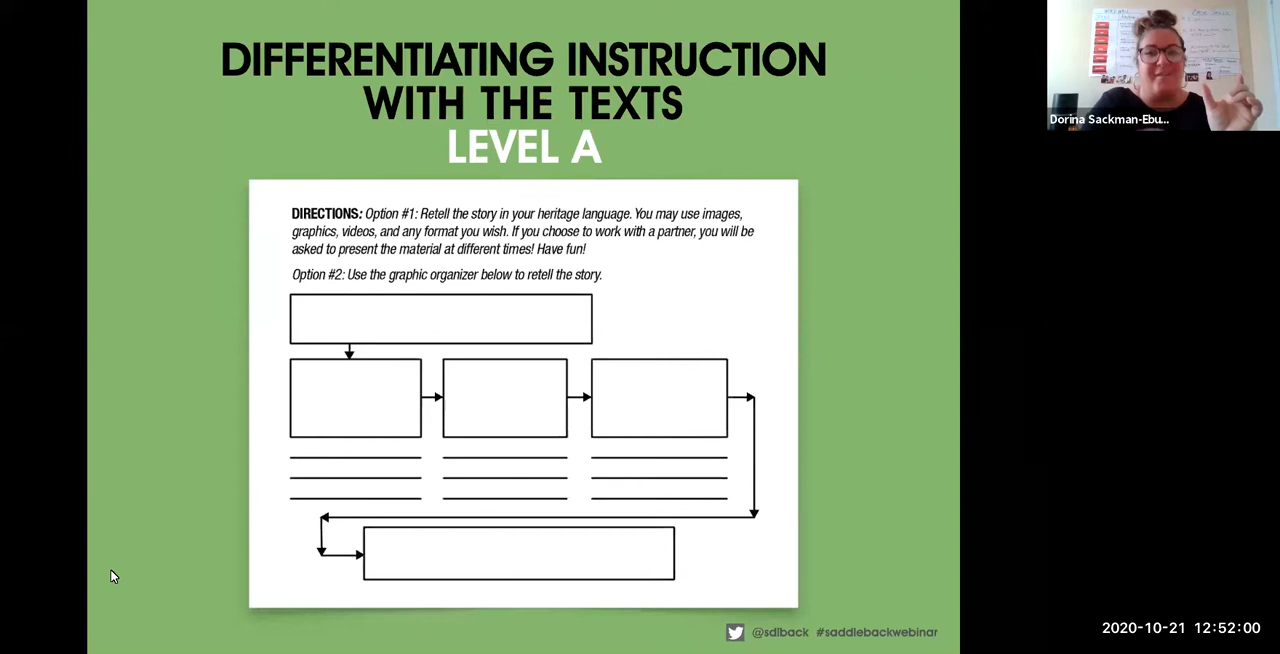 DIFFERENTIATING INSTRUCTION
WITH THE TEXTS
LEVEL A
DIRECTIONS: Option #1: Retell the story in your heritage language. You may use images,
graphics, videos, and any format you wish. If you choose to work with a partner, you will be
asked to present the material at different times! Have fun!
Option #2: Use the graphic organizer below to retell the story.
@sdlback #saddlebackwebinar
Dorina Sackman-Ebu...
2020-10-21 12:52:00